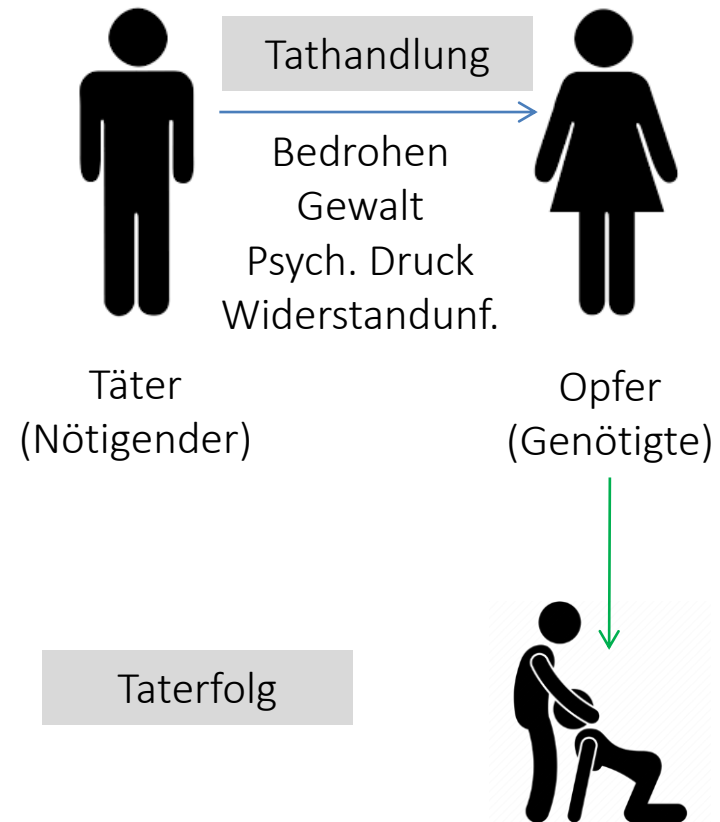 Tathandlung
Bedrohen
Gewalt
Psych. Druck
Widerstandunf.
Täter
(Nötigender)
Opfer
(Genötigte)
Taterfolg